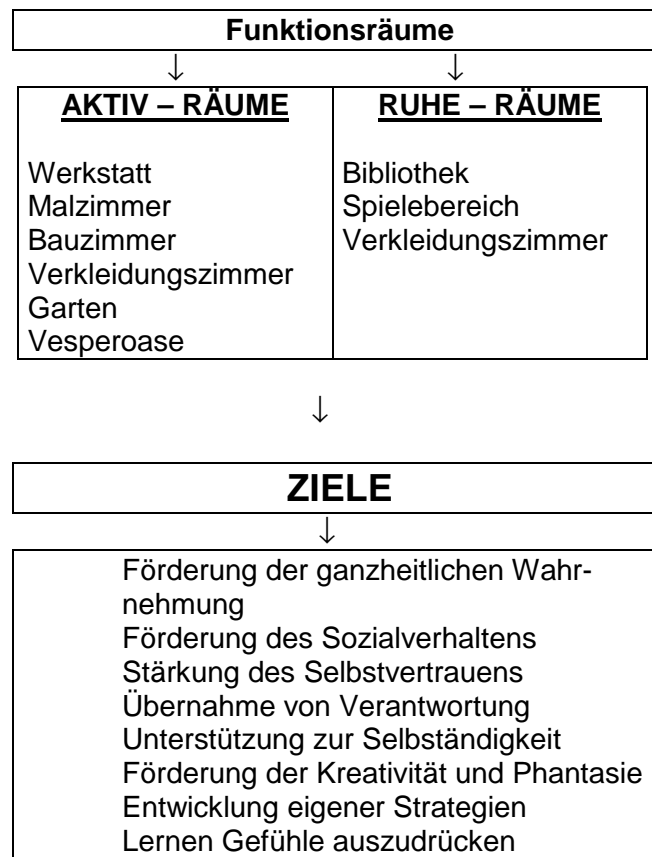 Funktionsräume
↓ ↓
AKTIV – RÄUME
Werkstatt
Malzimmer
Bauzimmer
Verkleidungszimmer
Garten
Vesperoase
RUHE – RÄUME
Bibliothek
Spielebereich
Verkleidungszimmer
↓
ZIELE
↓
Förderung der ganzheitlichen Wahr-
nehmung
Förderung des Sozialverhaltens
Stärkung des Selbstvertrauens
Übernahme von Verantwortung
Unterstützung zur Selbständigkeit
Förderung der Kreativität und Phantasie
Entwicklung eigener Strategien
Lernen Gefühle auszudrücken